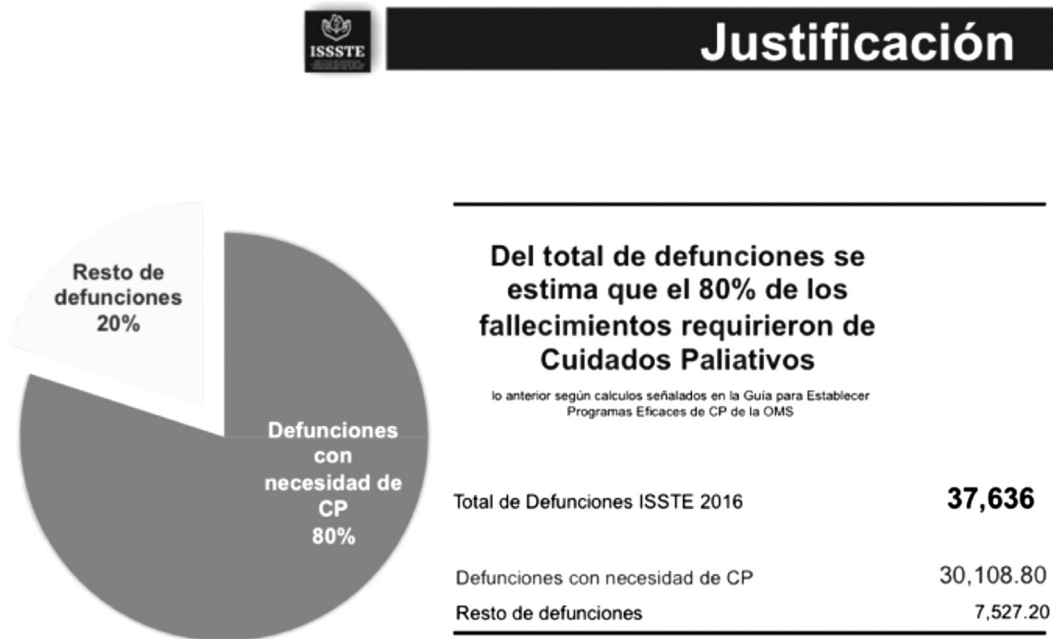 ISSSTE
Justificación
Resto de
defunciones
20%
Defunciones
con
necesidad de
CP
80%
Del total de defunciones se
estima que el 80% de los
fallecimientos requirieron de
Cuidados Paliativos
lo anterior según calculos señalados en la Guía para Establecer
Programas Eficaces de CP de la OMS
Total de Defunciones ISSTE 2016 37,636
Defunciones con necesidad de CP 30,108.80
Resto de defunciones 7,527.20